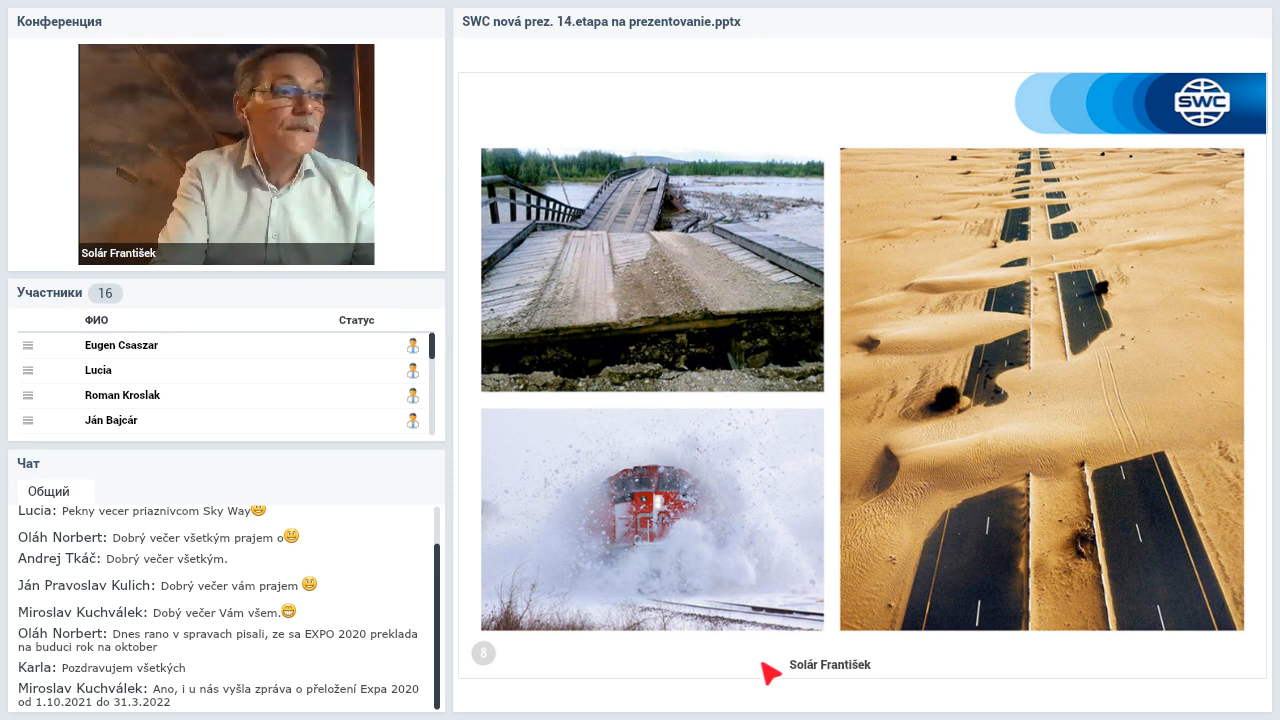 Конференция
Solár František
Участники 16
ФИО Статус
Eugen Csaszar
Lucia
Roman Kroslak
Ján Bajcár
Чат
Общий
Lucia: Pekny vecer priaznivcom Sky Way
Oláh Norbert: Dobrý večer všetkým prajem o
Andrej Tkáč: Dobrý večer všetkým.
Ján Pravoslav Kulich: Dobrý večer vám prajem
Miroslav Kuchválek: Dobý večer Vám všem.
Oláh Norbert: Dnes rano v spravach pisali, ze sa EXPO 2020 preklada
na buduci rok na oktober
Karla: Pozdravujem všetkých
Miroslav Kuchválek: Ano, i u nás vyšla zpráva o přeložení Expa 2020
od 1.10.2021 do 31.3.2022
SWC nová prez. 14.etapa na prezentovanie.pptx
SWC
8
Solár František